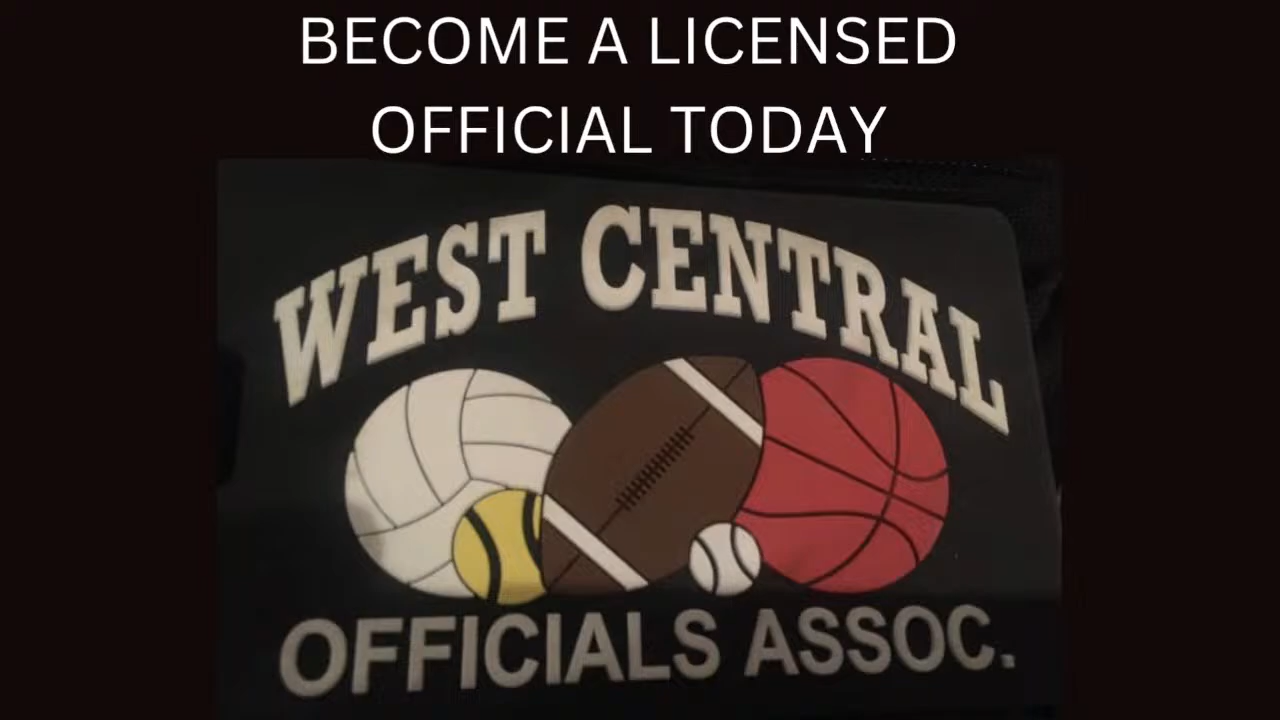 BECOME A LICENSED
OFFICIAL TODAY
WEST CENTRAL
OFFICIALS ASSOC.